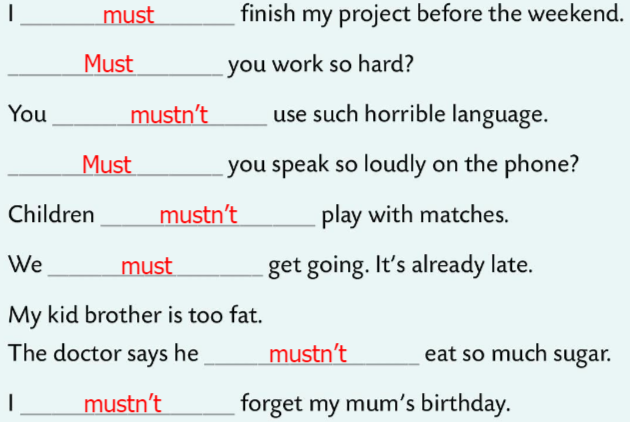 I must finish my project before the weekend.
Must you work so hard?
You mustn't use such horrible language.
Must you speak so loudly on the phone?
Children mustn't play with matches.
We must get going. It's already late.
My kid brother is too fat.
The doctor says he mustn't eat so much sugar.
I mustn't forget my mum's birthday.